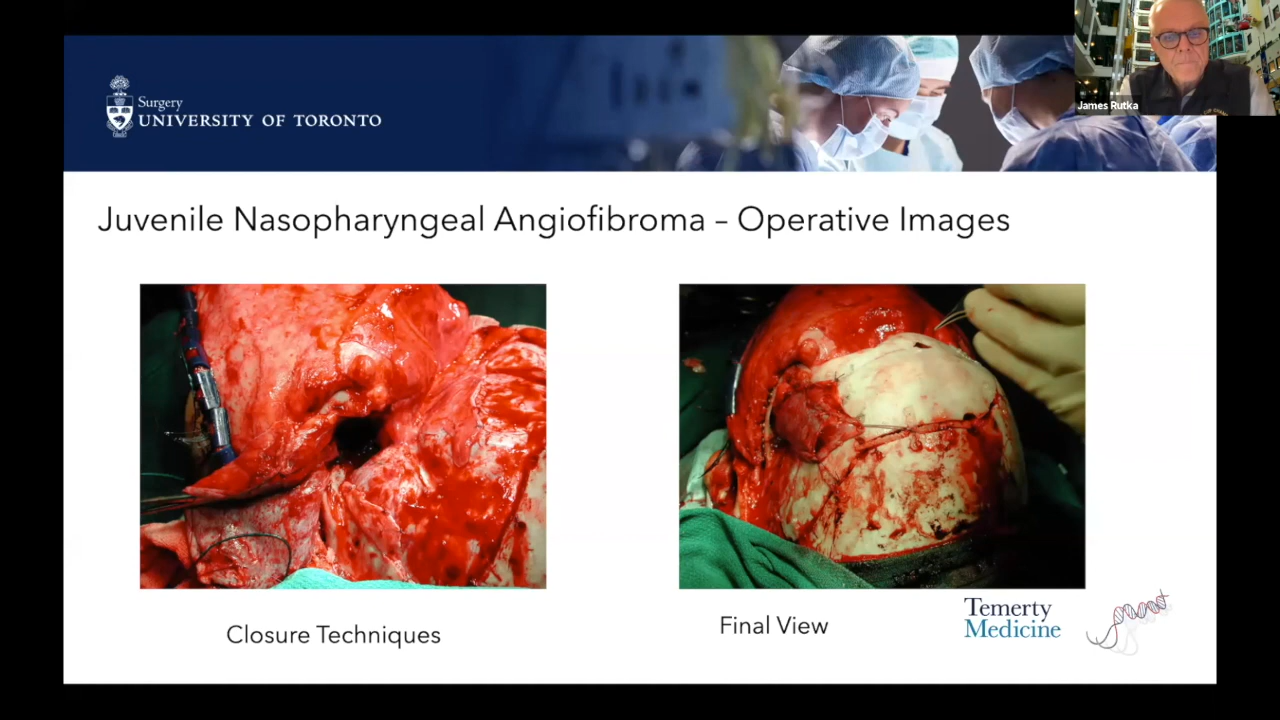 James Rutka
Surgery
UNIVERSITY OF TORONTO
Juvenile Nasopharyngeal Angiofibroma – Operative Images
Closure Techniques
Final View
Temerty
Medicine